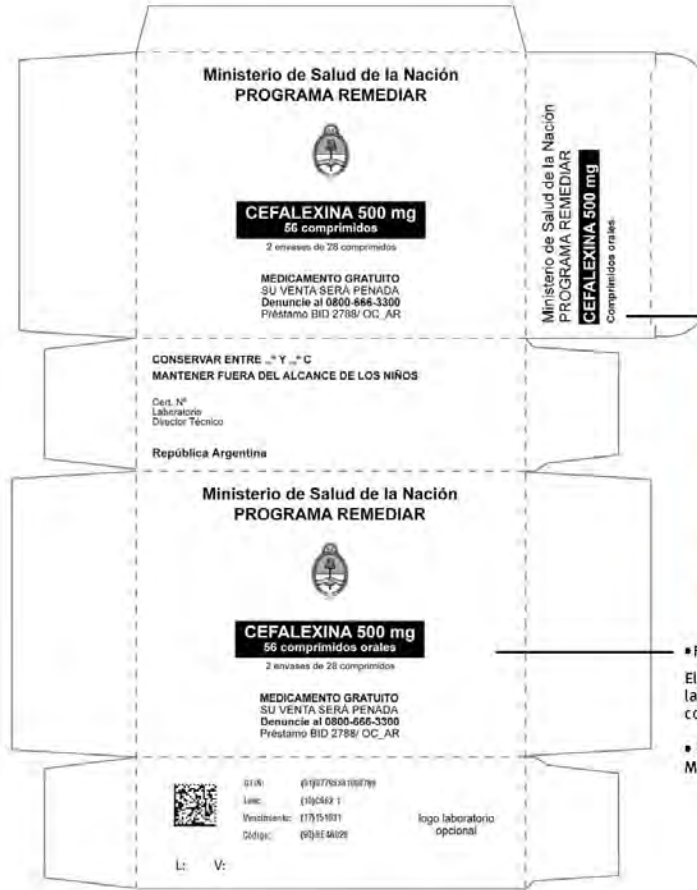 Ministerio de Salud de la Nación
PROGRAMA REMEDIAR
CEFALEXINA 500 mg
56 comprimidos
2 envases de 28 comprimidos
MEDICAMENTO GRATUITO
SU VENTA SERÁ PENADA
Denuncie al 0800-666-3300
Préstamo BID 2788/ OC_AR
Ministerio de Salud de la Nación
PROGRAMA REMEDIAR
CEFALEXINA 500 mg
Comprimidos orales
CONSERVAR ENTRE ..º Y ..º C
MANTENER FUERA DEL ALCANCE DE LOS NIÑOS
Cert. Nº
Laboratorio
Director Técnico
República Argentina
Ministerio de Salud de la Nación
PROGRAMA REMEDIAR
CEFALEXINA 500 mg
56 comprimidos orales
2 envases de 28 comprimidos
MEDICAMENTO GRATUITO
SU VENTA SERÁ PENADA
Denuncie al 0800-666-3300
Préstamo BID 2788/ OC_AR
El
la
co
GTIN:
Lote:
Vencimiento: (17)151031
Código:
logo laboratorio
opcional
L: V: